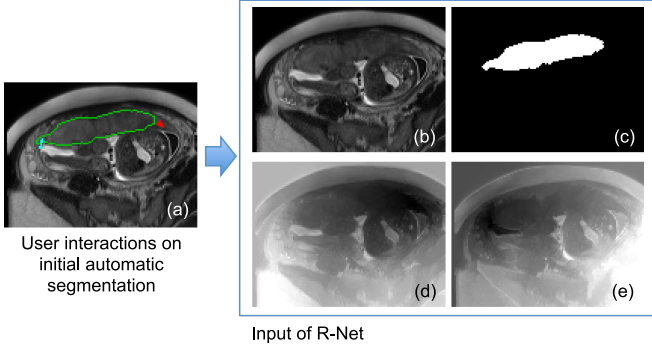 (a)
User interactions on
initial automatic
segmentation
(b)
(c)
(d)
(e)
Input of R-Net